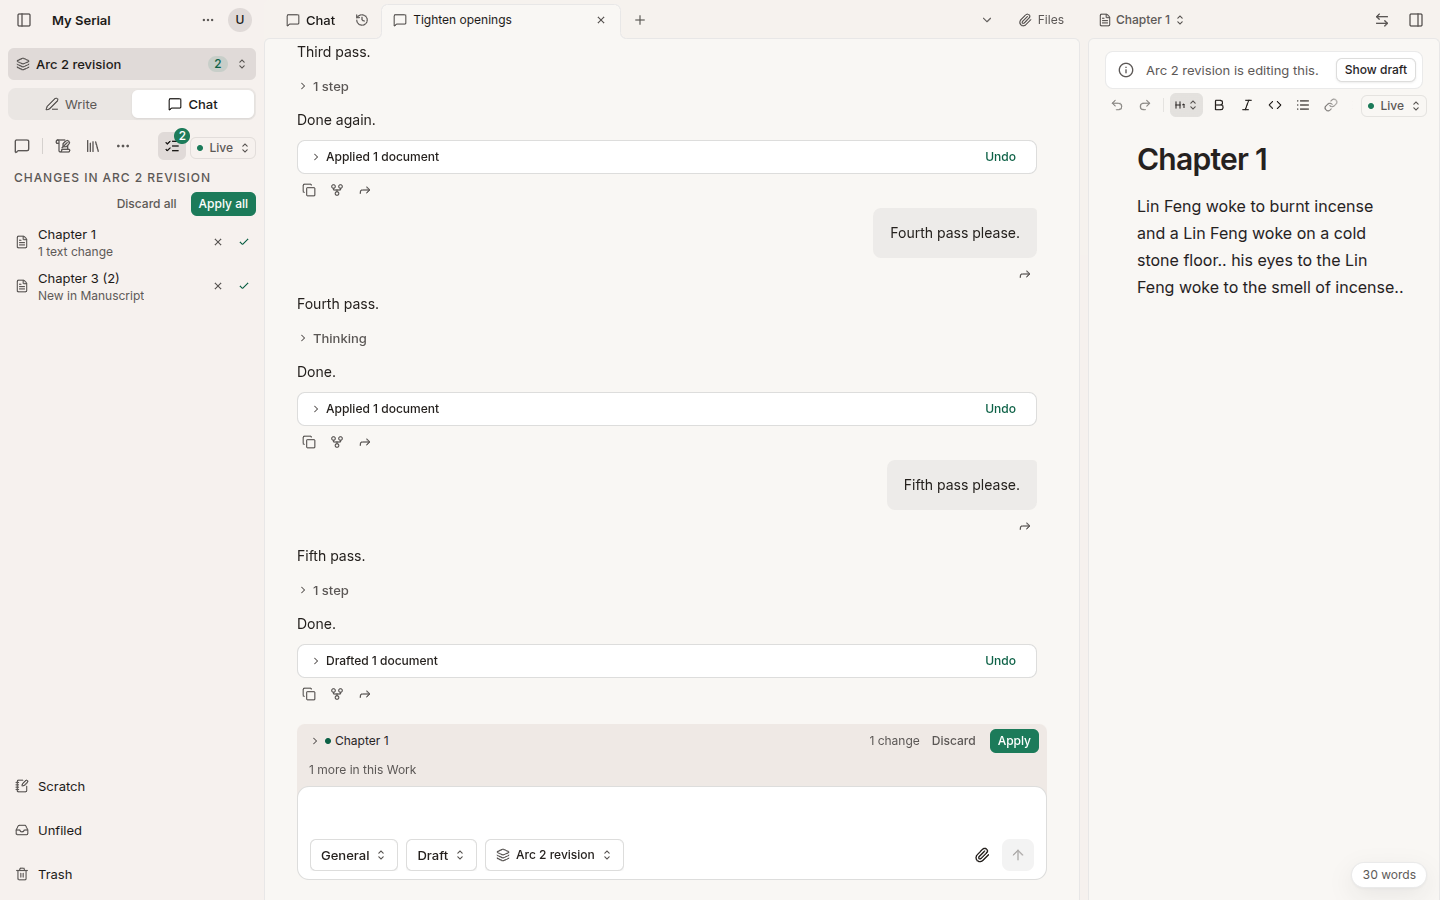 My Serial
U
Arc 2 revision
2
Write
Chat
2
Live
CHANGES IN ARC 2 REVISION
Discard all
Apply all
Chapter 1
1 text change
Chapter 3 (2)
New in Manuscript
Scratch
Unfiled
Trash
Chat
Tighten openings
Files
Third pass.
1 step
Done again.
Applied 1 document
Undo
Fourth pass please.
Fourth pass.
Thinking
Done.
Applied 1 document
Undo
Fifth pass please.
Fifth pass.
1 step
Done.
Drafted 1 document
Undo
Chapter 1
1 change
Discard
Apply
1 more in this Work
General
Draft
Arc 2 revision
Chapter 1
Arc 2 revision is editing this.
Show draft
H1
B
I
Live
Chapter 1
Lin Feng woke to burnt incense
and a Lin Feng woke on a cold
stone floor.. his eyes to the Lin
Feng woke to the smell of incense..
30 words